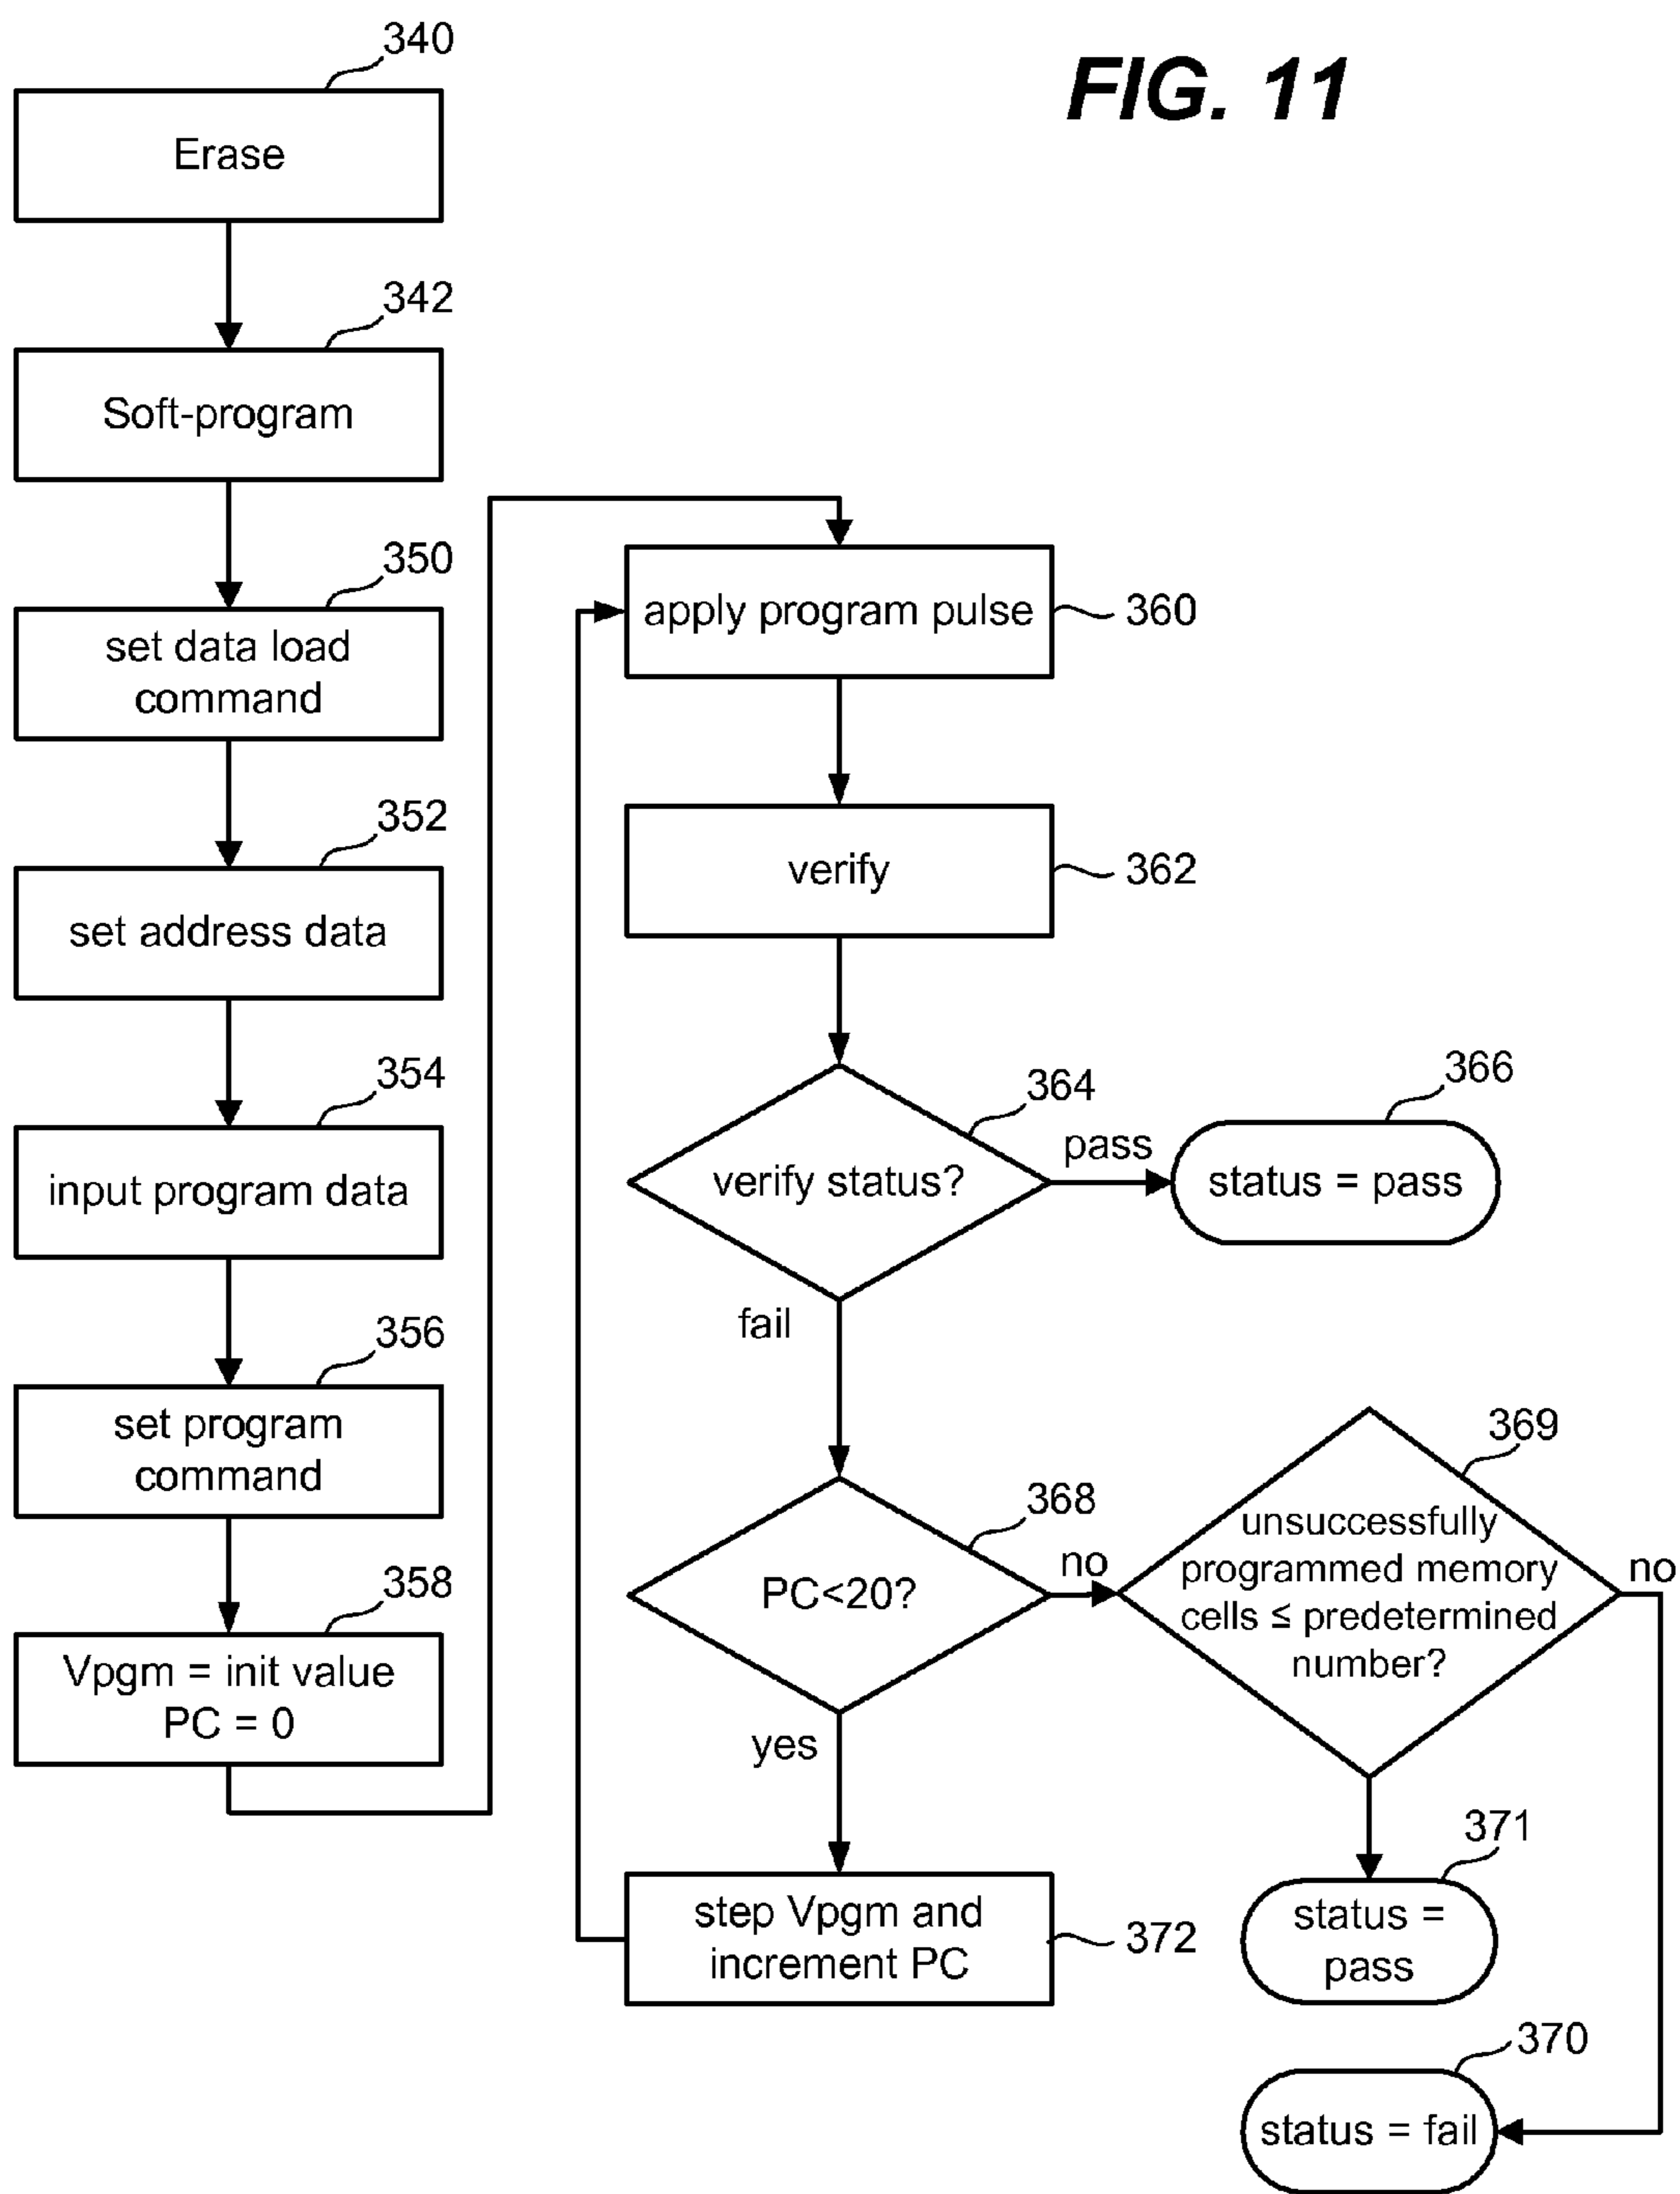 FIG. 11
340
Erase
342
Soft-program
350
set data load
command
352
set address data
354
input program data
356
set program
command
358
Vpgm = init value
PC = 0
apply program pulse
360
verify
362
364
verify status?
pass
366
status = pass
fail
368
PC<20?
no
369
unsuccessfully
programmed memory
cells ≤ predetermined
number?
no
yes
371
status =
pass
step Vpgm and
increment PC
372
370
status = fail